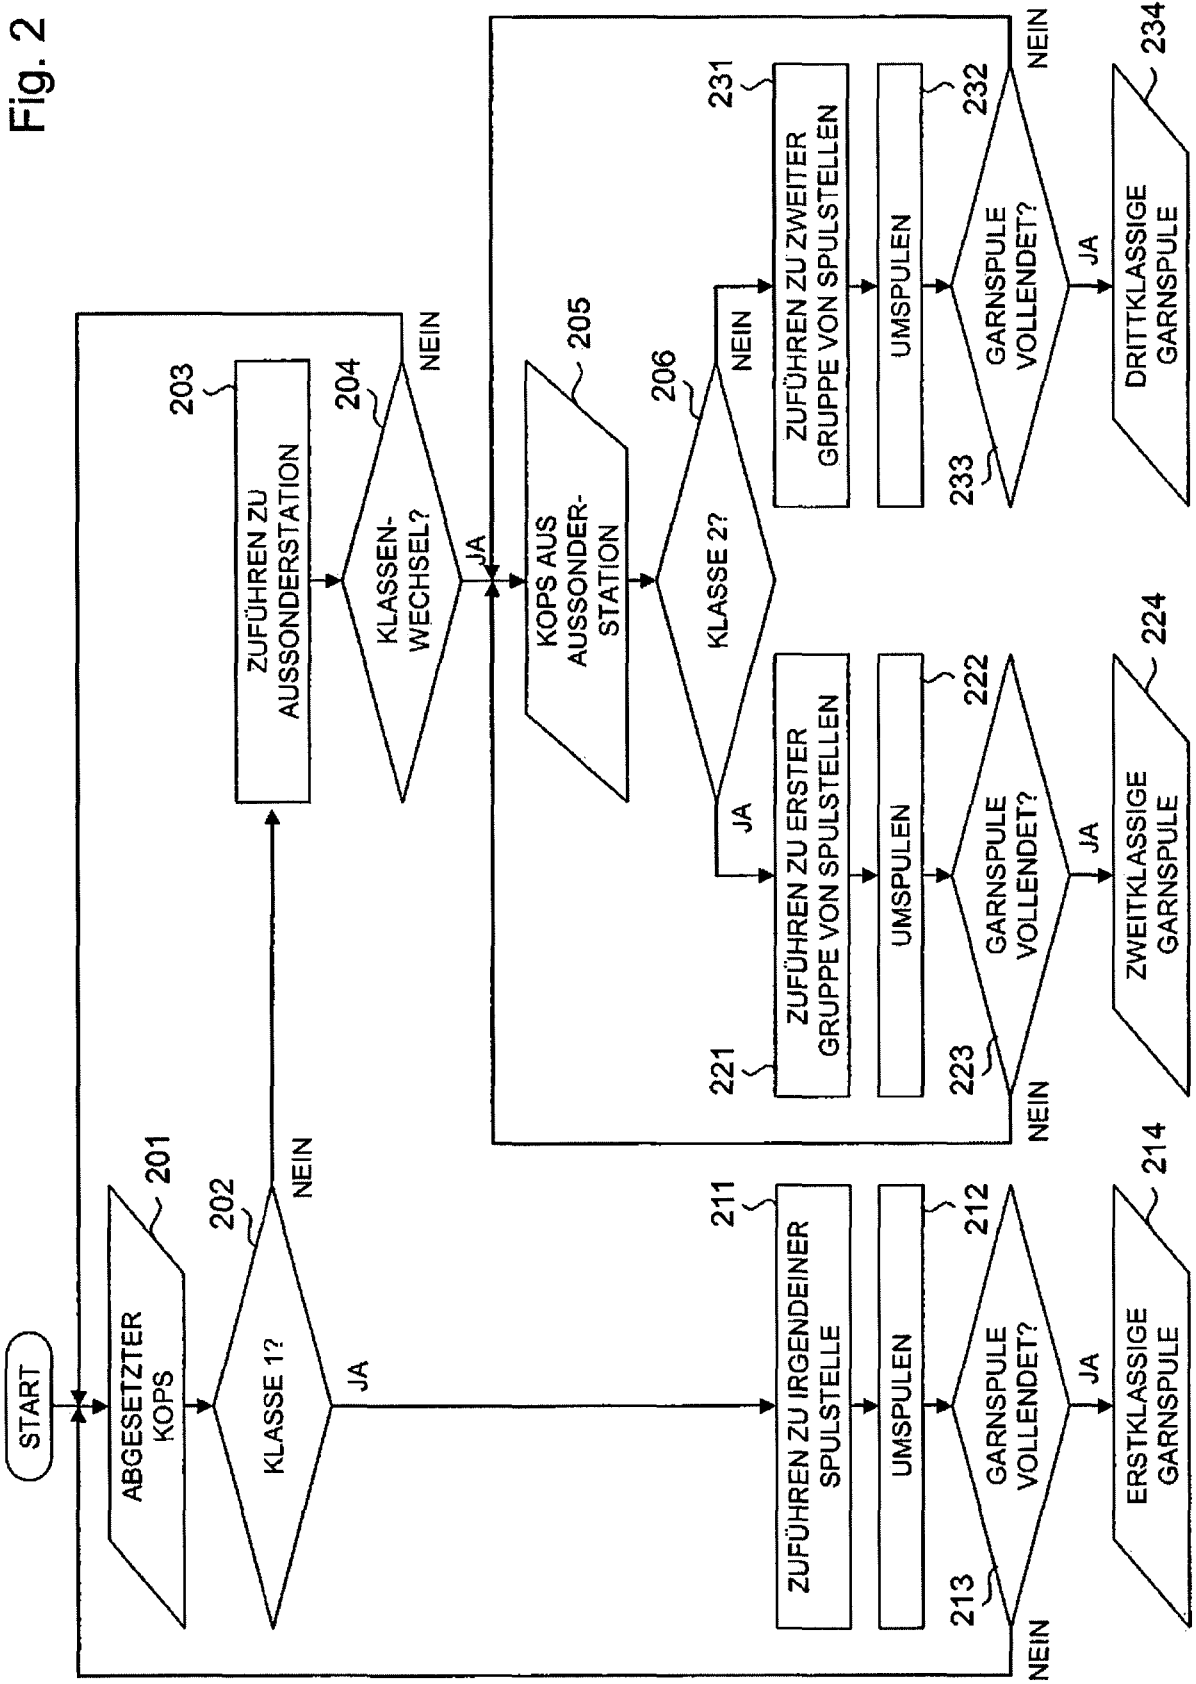 Fig. 2
START
ABGESETZTER
KOPS
201
KLASSE 1?
202
NEIN
JA
ZUFÜHREN ZU
AUSSONDERSTATION
203
KLASSEN-
WECHSEL?
204
NEIN
JA
KOPS AUS
AUSSONDER-
STATION
205
KLASSE 2?
206
JA
NEIN
ZUFÜHREN ZU IRGENDEINER
SPULSTELLE
211
UMSPULEN
212
GARNSPULE
VOLLENDET?
213
NEIN
JA
ERSTKLASSIGE
GARNSPULE
214
ZUFÜHREN ZU ERSTER
GRUPPE VON SPULSTELLEN
221
UMSPULEN
222
GARNSPULE
VOLLENDET?
223
NEIN
JA
ZWEITKLASSIGE
GARNSPULE
224
ZUFÜHREN ZU ZWEITER
GRUPPE VON SPULSTELLEN
231
UMSPULEN
232
GARNSPULE
VOLLENDET?
233
NEIN
JA
DRITTKLASSIGE
GARNSPULE
234